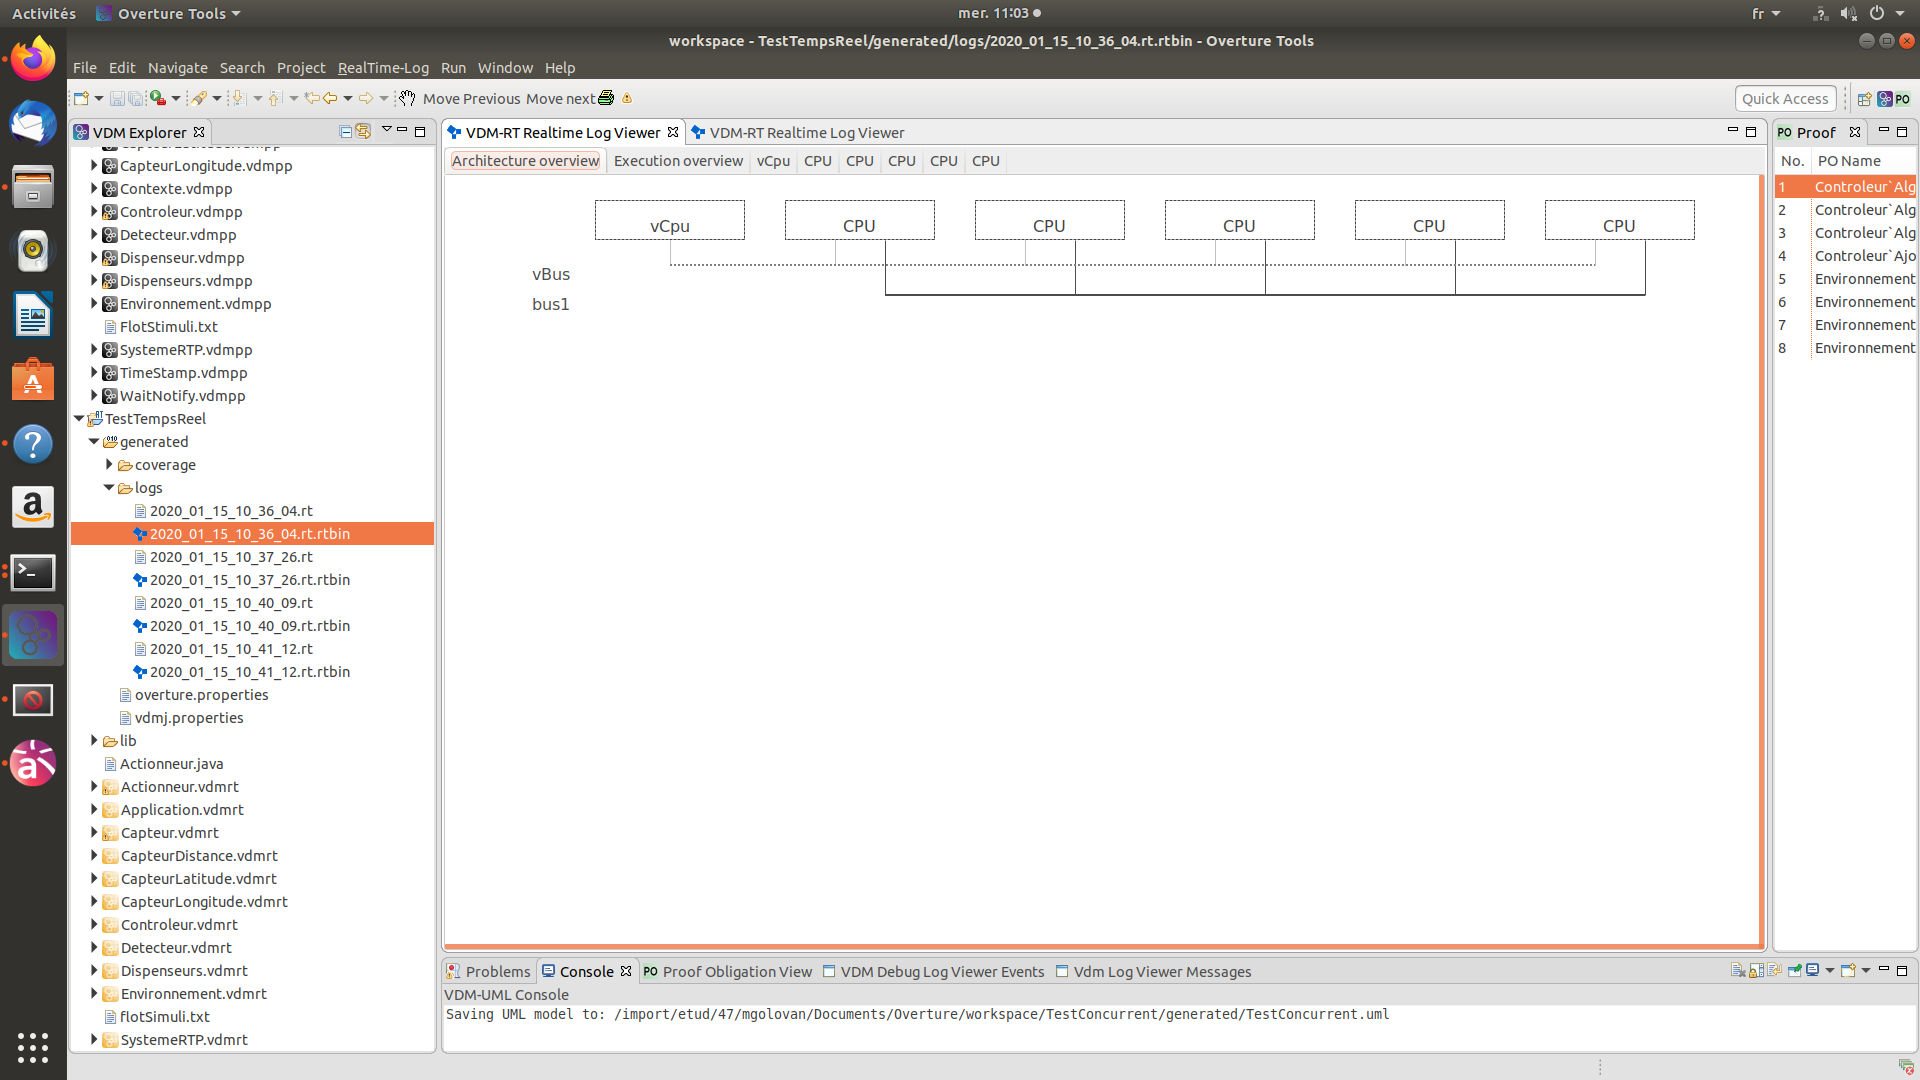 Activités
Overture Tools
mer. 11:03
fr
workspace - TestTempsReel/generated/logs/2020_01_15_10_36_04.rt.rtbin - Overture Tools
File Edit Navigate Search Project RealTime-Log Run Window Help
Move Previous Move next
Quick Access
PO
VDM Explorer
CapteurLongitude.vdmpp
Contexte.vdmpp
Controleur.vdmpp
Detecteur.vdmpp
Dispenseur.vdmpp
Dispenseurs.vdmpp
Environnement.vdmpp
FlotStimuli.txt
SystemeRTP.vdmpp
TimeStamp.vdmpp
WaitNotify.vdmpp
TestTempsReel
generated
coverage
logs
2020_01_15_10_36_04.rt
2020_01_15_10_36_04.rt.rtbin
2020_01_15_10_37_26.rt
2020_01_15_10_37_26.rt.rtbin
2020_01_15_10_40_09.rt
2020_01_15_10_40_09.rt.rtbin
2020_01_15_10_41_12.rt
2020_01_15_10_41_12.rt.rtbin
overture.properties
vdmj.properties
lib
Actionneur.java
Actionneur.vdmrt
Application.vdmrt
Capteur.vdmrt
CapteurDistance.vdmrt
CapteurLatitude.vdmrt
CapteurLongitude.vdmrt
Controleur.vdmrt
Detecteur.vdmrt
Dispenseurs.vdmrt
Environnement.vdmrt
flotSimuli.txt
SystemeRTP.vdmrt
VDM-RT Realtime Log Viewer
VDM-RT Realtime Log Viewer
Architecture overview Execution overview vCpu CPU CPU CPU CPU CPU
vCpu CPU CPU CPU CPU CPU
vBus
bus1
PO Proof
No. PO Name
1 Controleur`Alg
2 Controleur`Alg
3 Controleur`Alg
4 Controleur`Ajo
5 Environnement
6 Environnement
7 Environnement
8 Environnement
Problems Console PO Proof Obligation View VDM Debug Log Viewer Events Vdm Log Viewer Messages
VDM-UML Console
Saving UML model to: /import/etud/47/mgolovan/Documents/Overture/workspace/TestConcurrent/generated/TestConcurrent.uml